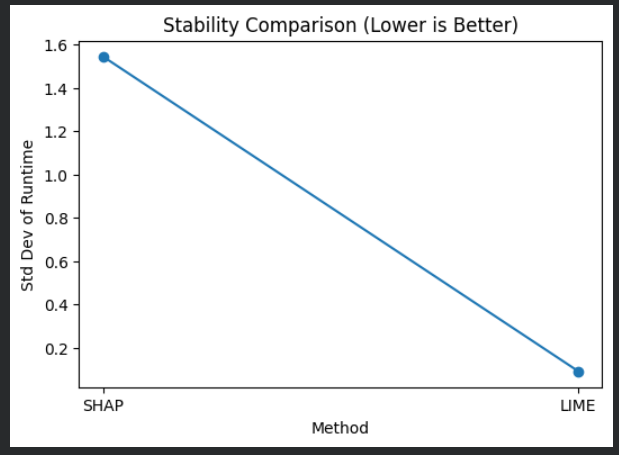 Stability Comparison (Lower is Better)
1.6
1.4
1.2
1.0
0.8
0.6
0.4
0.2
Std Dev of Runtime
SHAP
LIME
Method